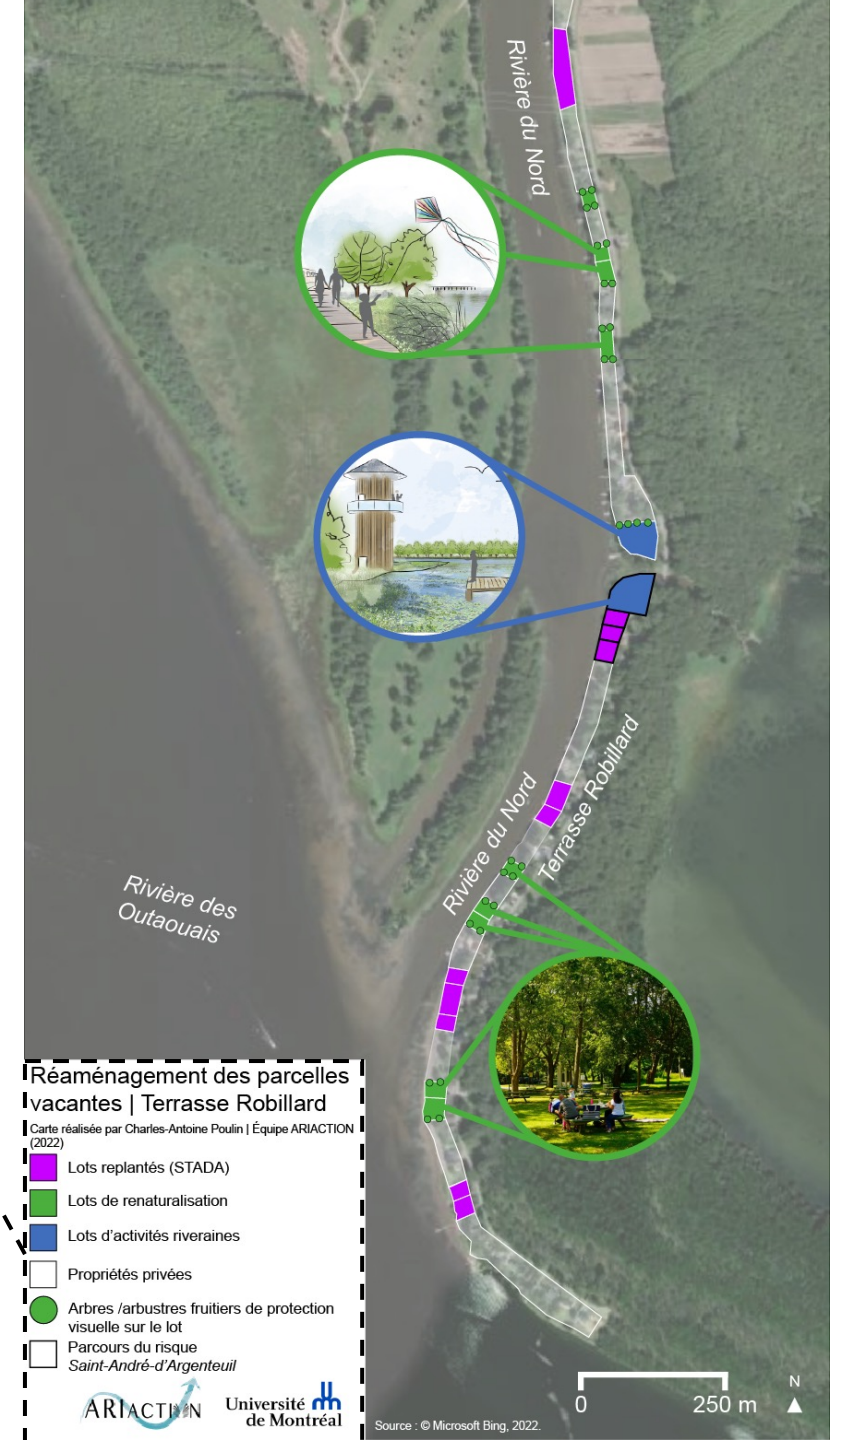 Rivière du Nord
Rivière du Nord
Terrasse Robillard
Rivière des
Outaouais
Réaménagement des parcelles
vacantes | Terrasse Robillard
Carte réalisée par Charles-Antoine Poulin | Équipe ARIACTION
(2022)
Lots replantés (STADA)
Lots de renaturalisation
Lots d'activités riveraines
Propriétés privées
Arbres /arbustres fruitiers de protection
visuelle sur le lot
Parcours du risque
Saint-André-d'Argenteuil
ARIACTION
Université
de Montréal
Source : © Microsoft Bing, 2022.
0 250 m
N